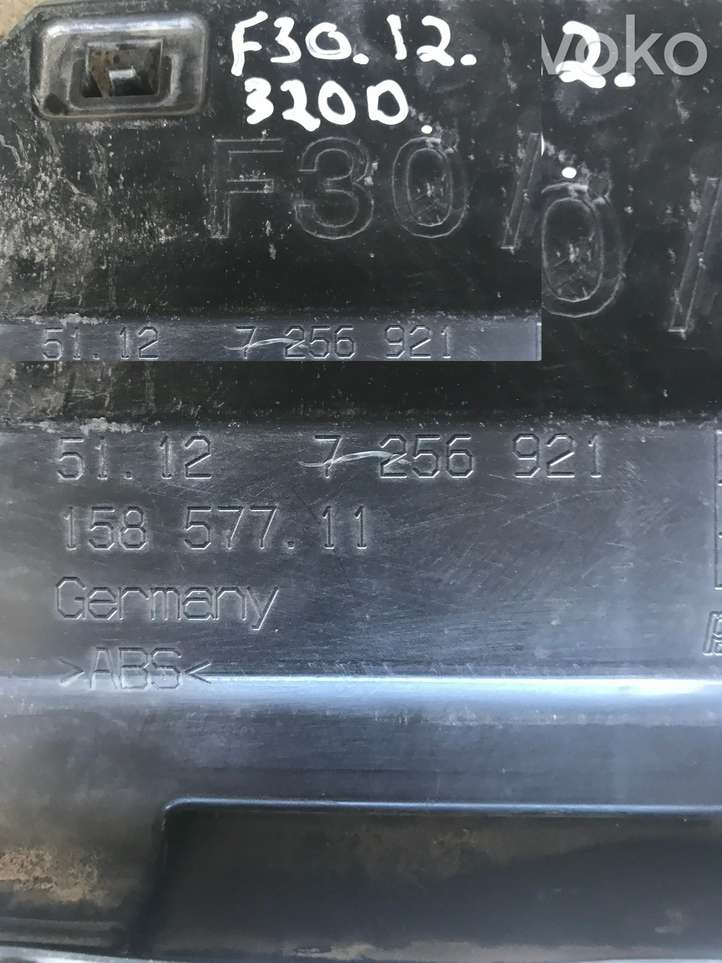 F30.12. 2.
320D.
F30/
0/
51.12 7 256 921
51.12 7 256 921
158 577.11
Germany
>ABS<